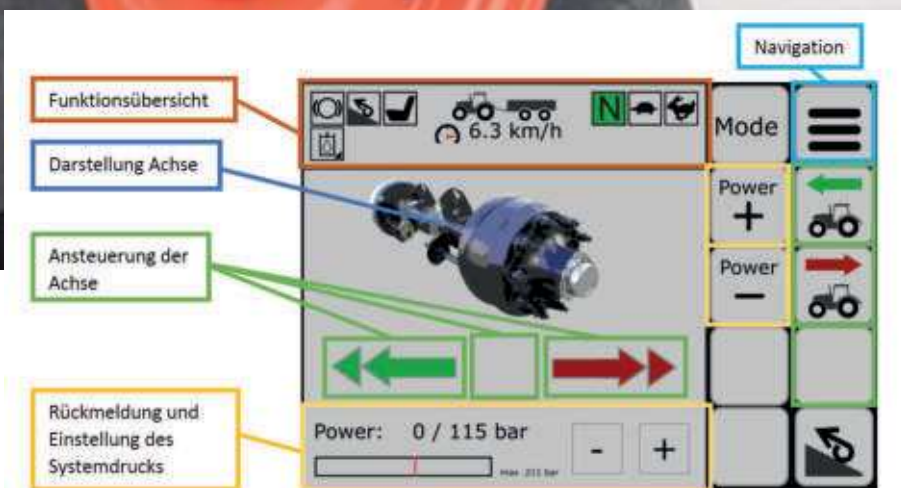 Navigation
Funktionsübersicht
N
6.3 km/h
Mode
Darstellung Achse
Power
+
Ansteuerung der
Achse
Power
-
Rückmeldung und
Einstellung des
Systemdrucks
Power: 0 / 115 bar
- +